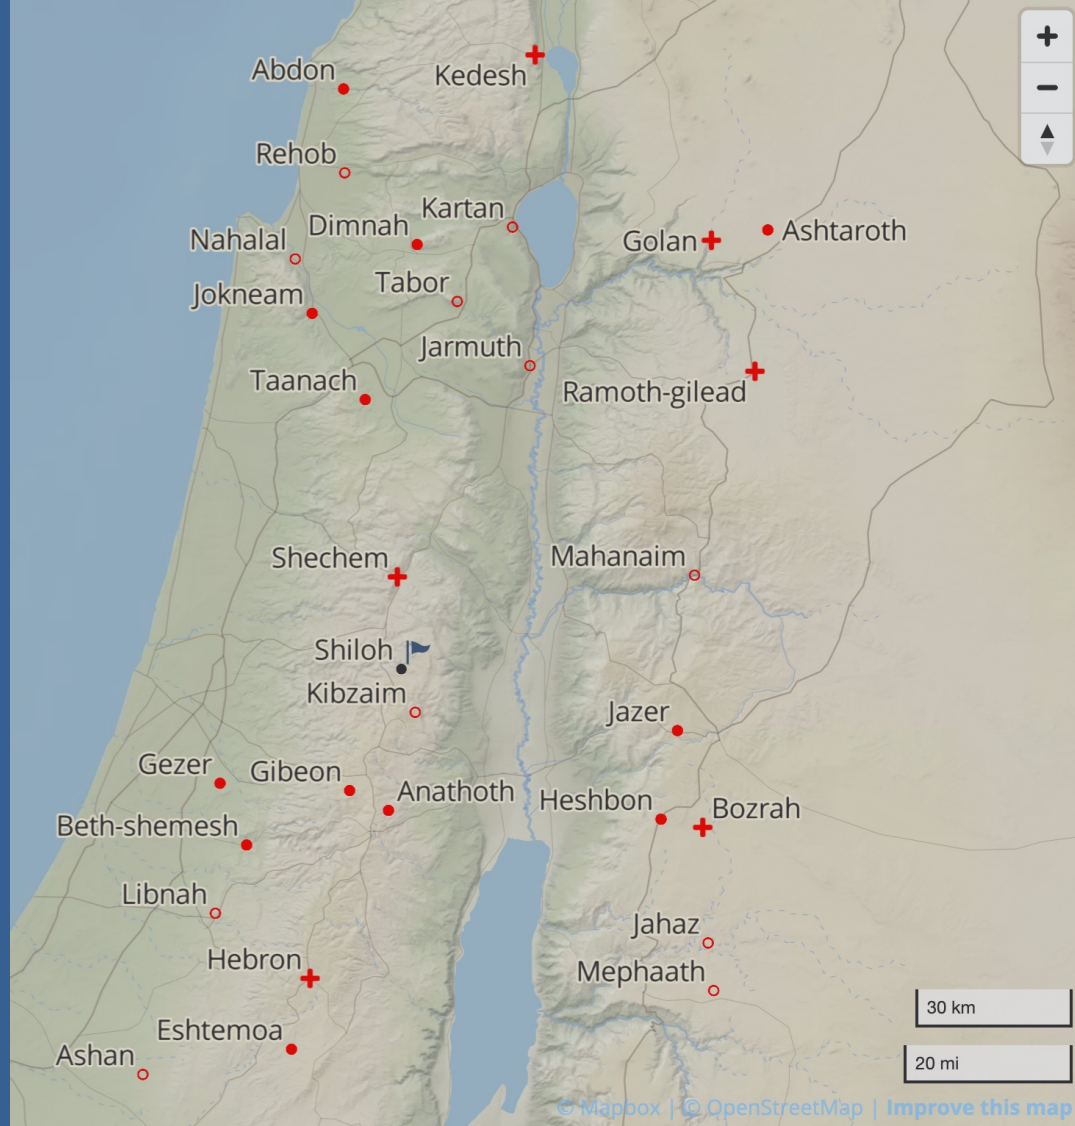 Abdon
Kedesh
Rehob
Kartan
Dimnah
Nahalal
Golan
Ashtaroth
Tabor
Jokneam
Jarmuth
Taanach
Ramoth-gilead
Shechem
Mahanaim
Shiloh
Kibzaim
Jazer
Gezer
Gibeon
Anathoth
Heshbon
Bozrah
Beth-shemesh
Libnah
Jahaz
Hebron
Mephaath
30 km
Eshtemoa
Ashan
20 mi
© Mapbox | © OpenStreetMap | Improve this map